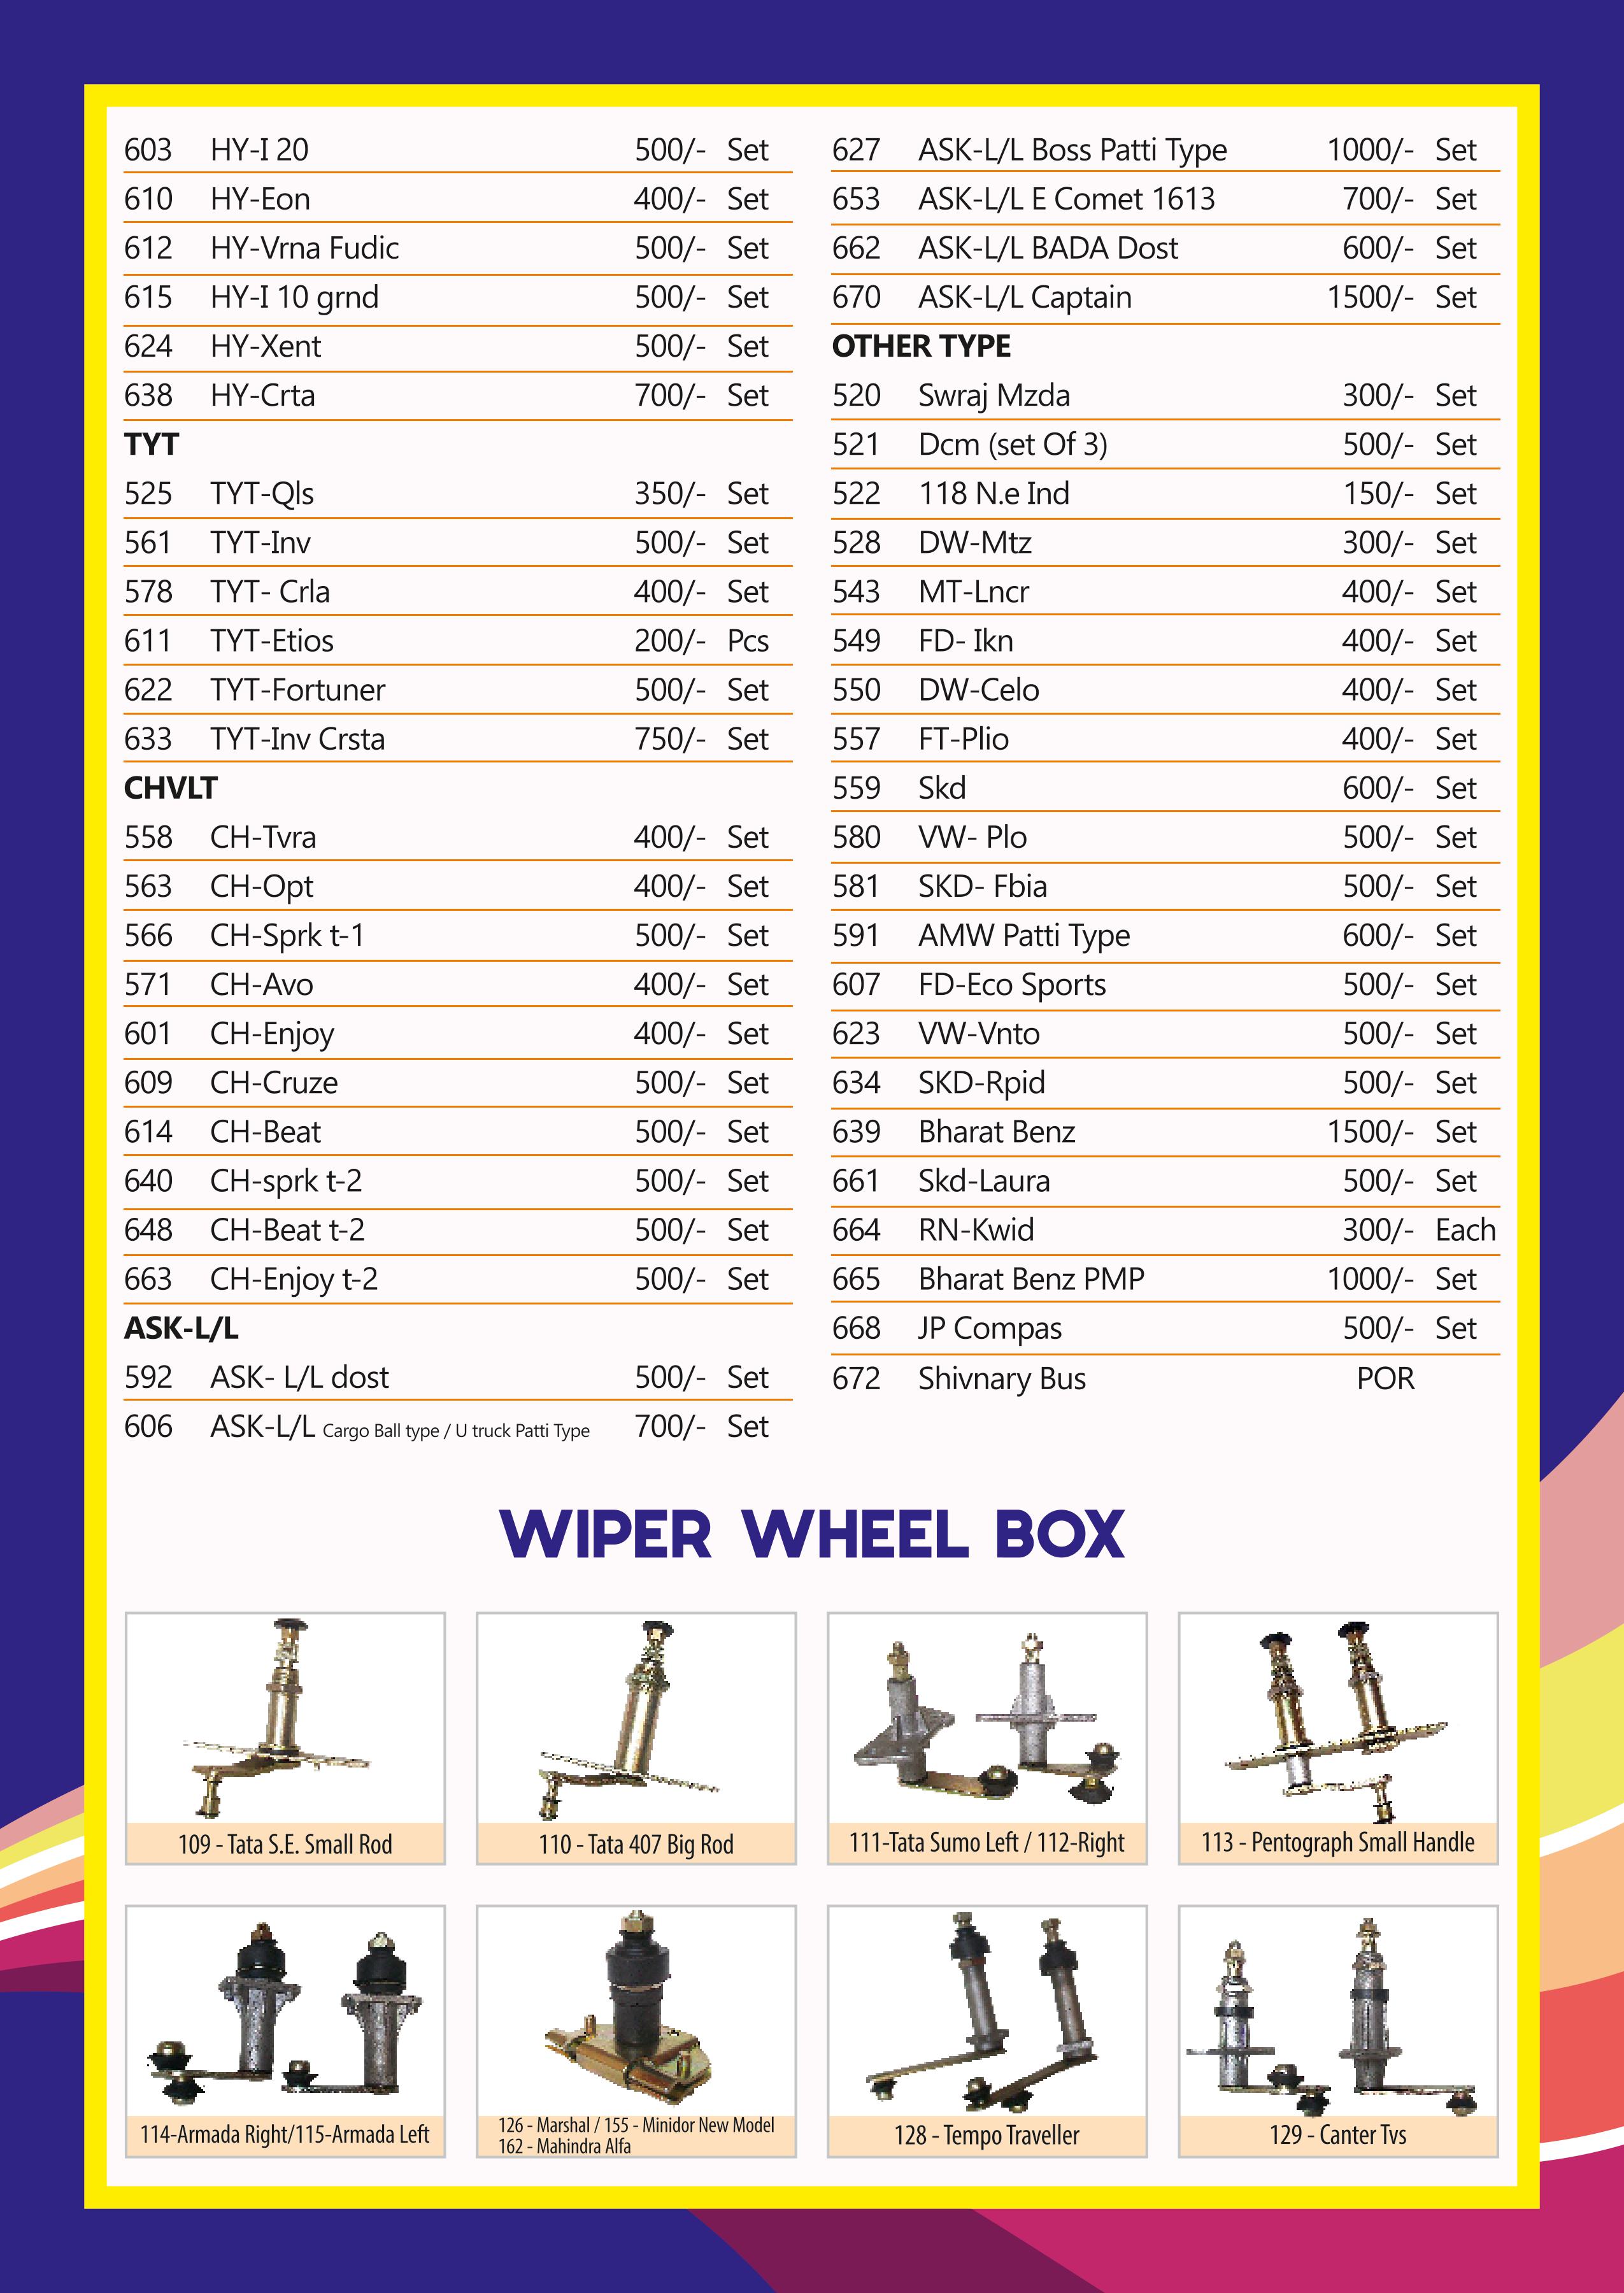 603 HY-I 20 500/- Set
610 HY-Eon 400/- Set
612 HY-Vrna Fudic 500/- Set
615 HY-I 10 grnd 500/- Set
624 HY-Xent 500/- Set
638 HY-Crta 700/- Set
TYT
525 TYT-Qls 350/- Set
561 TYT-Inv 500/- Set
578 TYT- Crla 400/- Set
611 TYT-Etios 200/- Pcs
622 TYT-Fortuner 500/- Set
633 TYT-Inv Crsta 750/- Set
CHVLT
558 CH-Tvra 400/- Set
563 CH-Opt 400/- Set
566 CH-Sprk t-1 500/- Set
571 CH-Avo 400/- Set
601 CH-Enjoy 400/- Set
609 CH-Cruze 500/- Set
614 CH-Beat 500/- Set
640 CH-sprk t-2 500/- Set
648 CH-Beat t-2 500/- Set
663 CH-Enjoy t-2 500/- Set
ASK-L/L
592 ASK- L/L dost 500/- Set
606 ASK-L/L Cargo Ball type / U truck Patti Type 700/- Set
627 ASK-L/L Boss Patti Type 1000/- Set
653 ASK-L/L E Comet 1613 700/- Set
662 ASK-L/L BADA Dost 600/- Set
670 ASK-L/L Captain 1500/- Set
OTHER TYPE
520 Swraj Mzda 300/- Set
521 Dcm (set Of 3) 500/- Set
522 118 N.e Ind 150/- Set
528 DW-Mtz 300/- Set
543 MT-Lncr 400/- Set
549 FD- Ikn 400/- Set
550 DW-Celo 400/- Set
557 FT-Plio 400/- Set
559 Skd 600/- Set
580 VW- Plo 500/- Set
581 SKD- Fbia 500/- Set
591 AMW Patti Type 600/- Set
607 FD-Eco Sports 500/- Set
623 VW-Vnto 500/- Set
634 SKD-Rpid 500/- Set
639 Bharat Benz 1500/- Set
661 Skd-Laura 500/- Set
664 RN-Kwid 300/- Each
665 Bharat Benz PMP 1000/- Set
668 JP Compas 500/- Set
672 Shivnary Bus POR
WIPER WHEEL BOX
109 - Tata S.E. Small Rod
110 - Tata 407 Big Rod
111-Tata Sumo Left / 112-Right
113 - Pentograph Small Handle
114-Armada Right/115-Armada Left
126 - Marshal / 155 - Minidor New Model
162 - Mahindra Alfa
128 - Tempo Traveller
129 - Canter Tvs